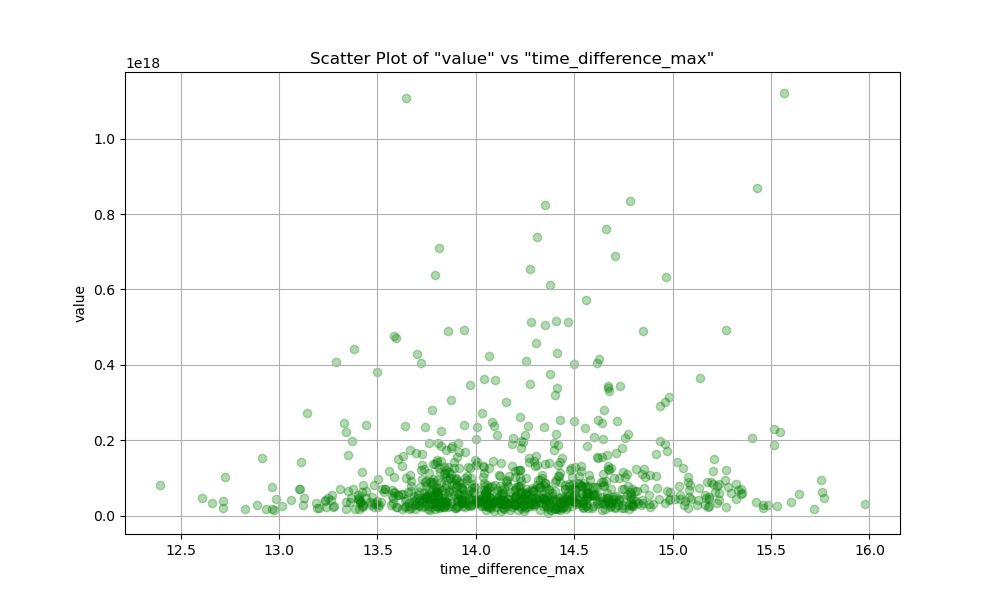 Scatter Plot of "value" vs "time_difference_max"
1e18
1.0
0.8
0.6
0.4
0.2
0.0
value
12.5 13.0 13.5 14.0 14.5 15.0 15.5 16.0
time_difference_max